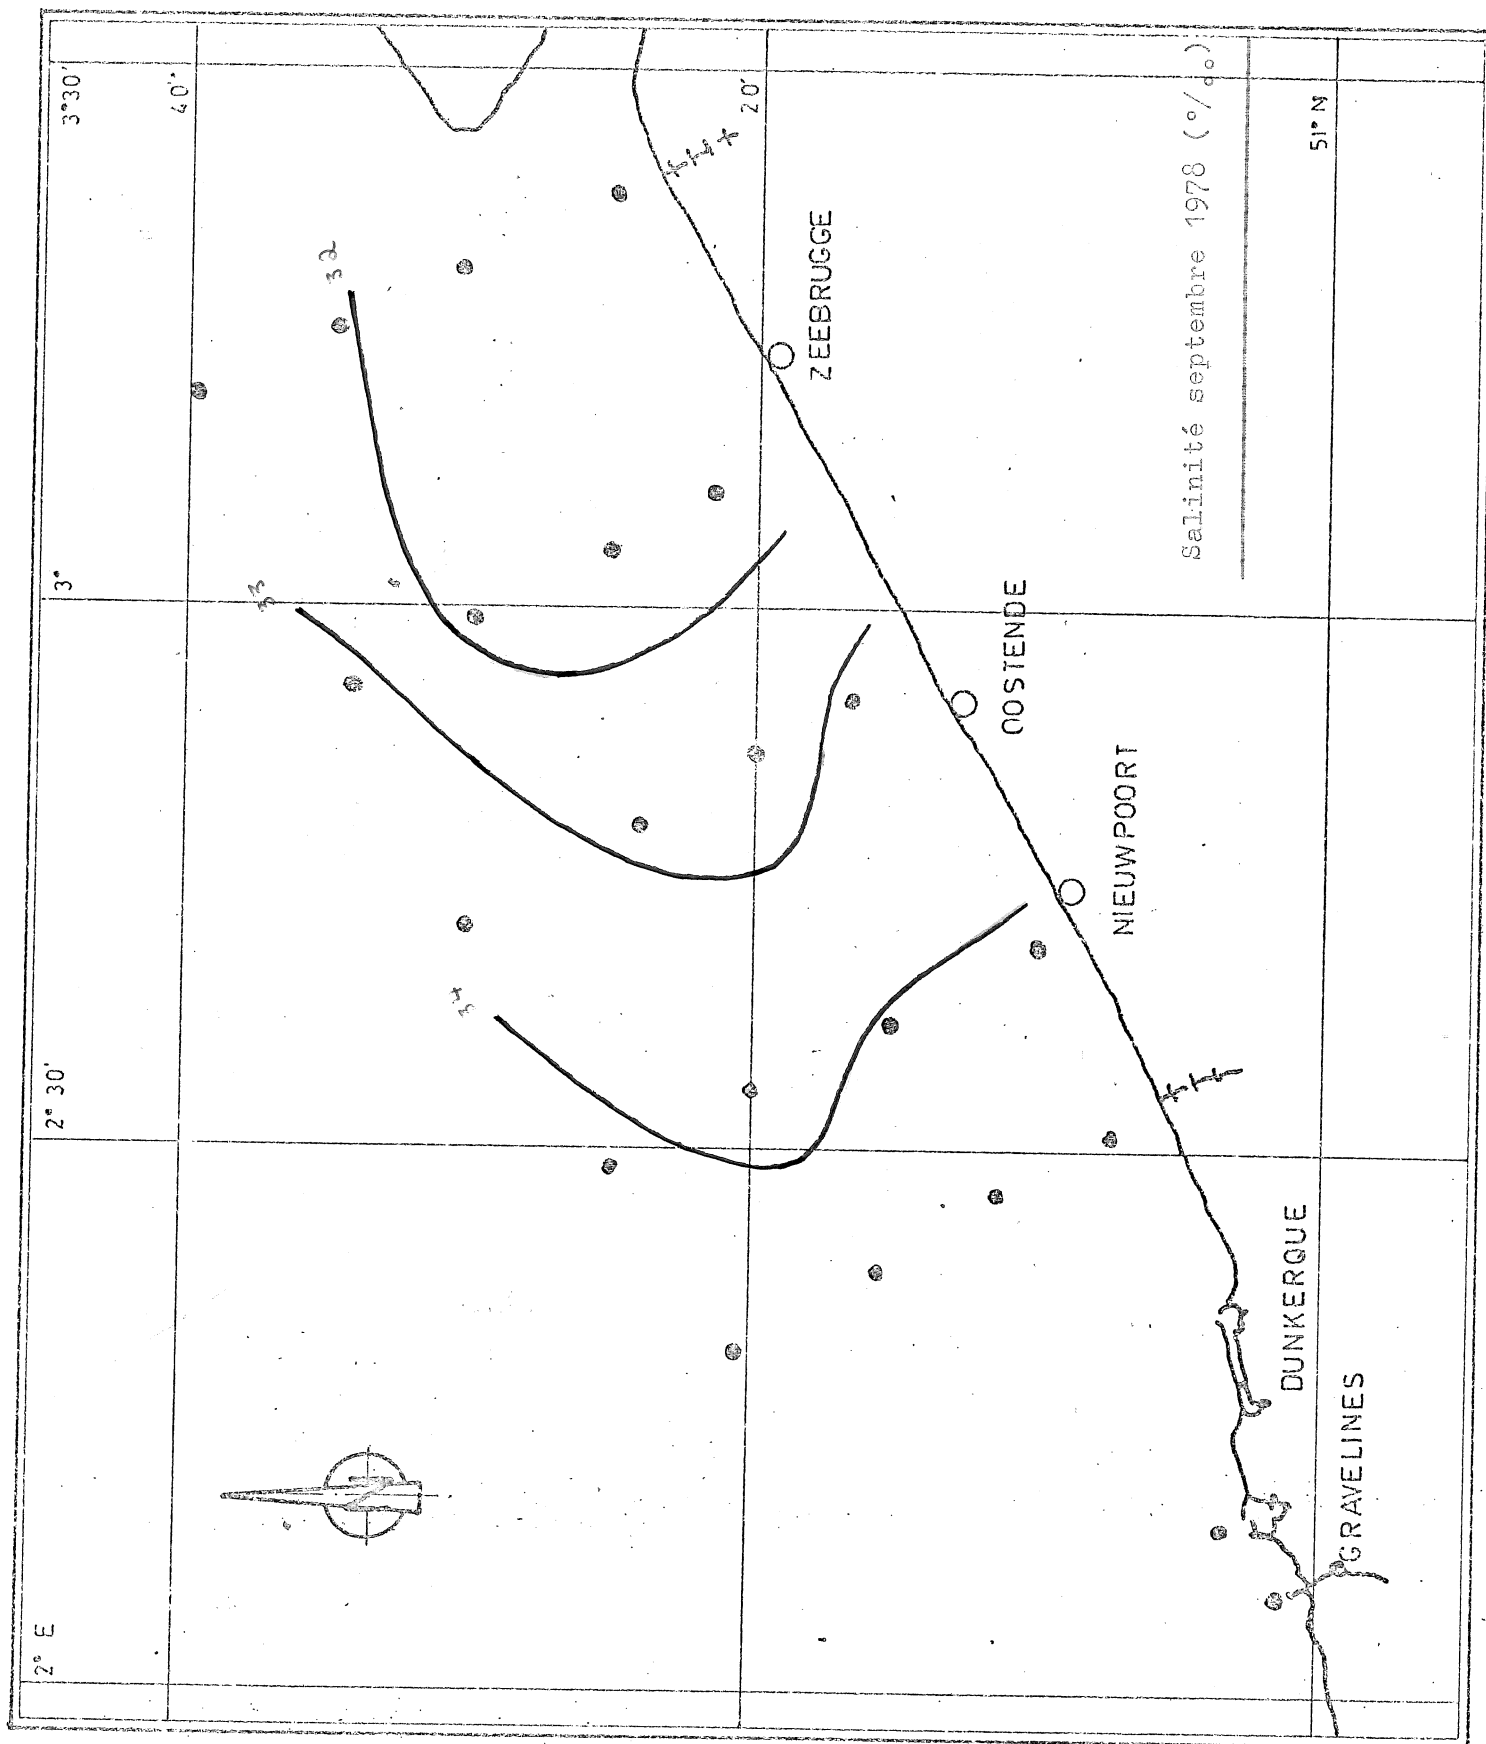 2° E
2° 30'
3°
3°30'
40'
20'
51° N
32
33
34
ZEEBRUGGE
OOSTENDE
NIEUWPOORT
DUNKERQUE
GRAVELINES
N
Salinité septembre 1978 (°/°°)